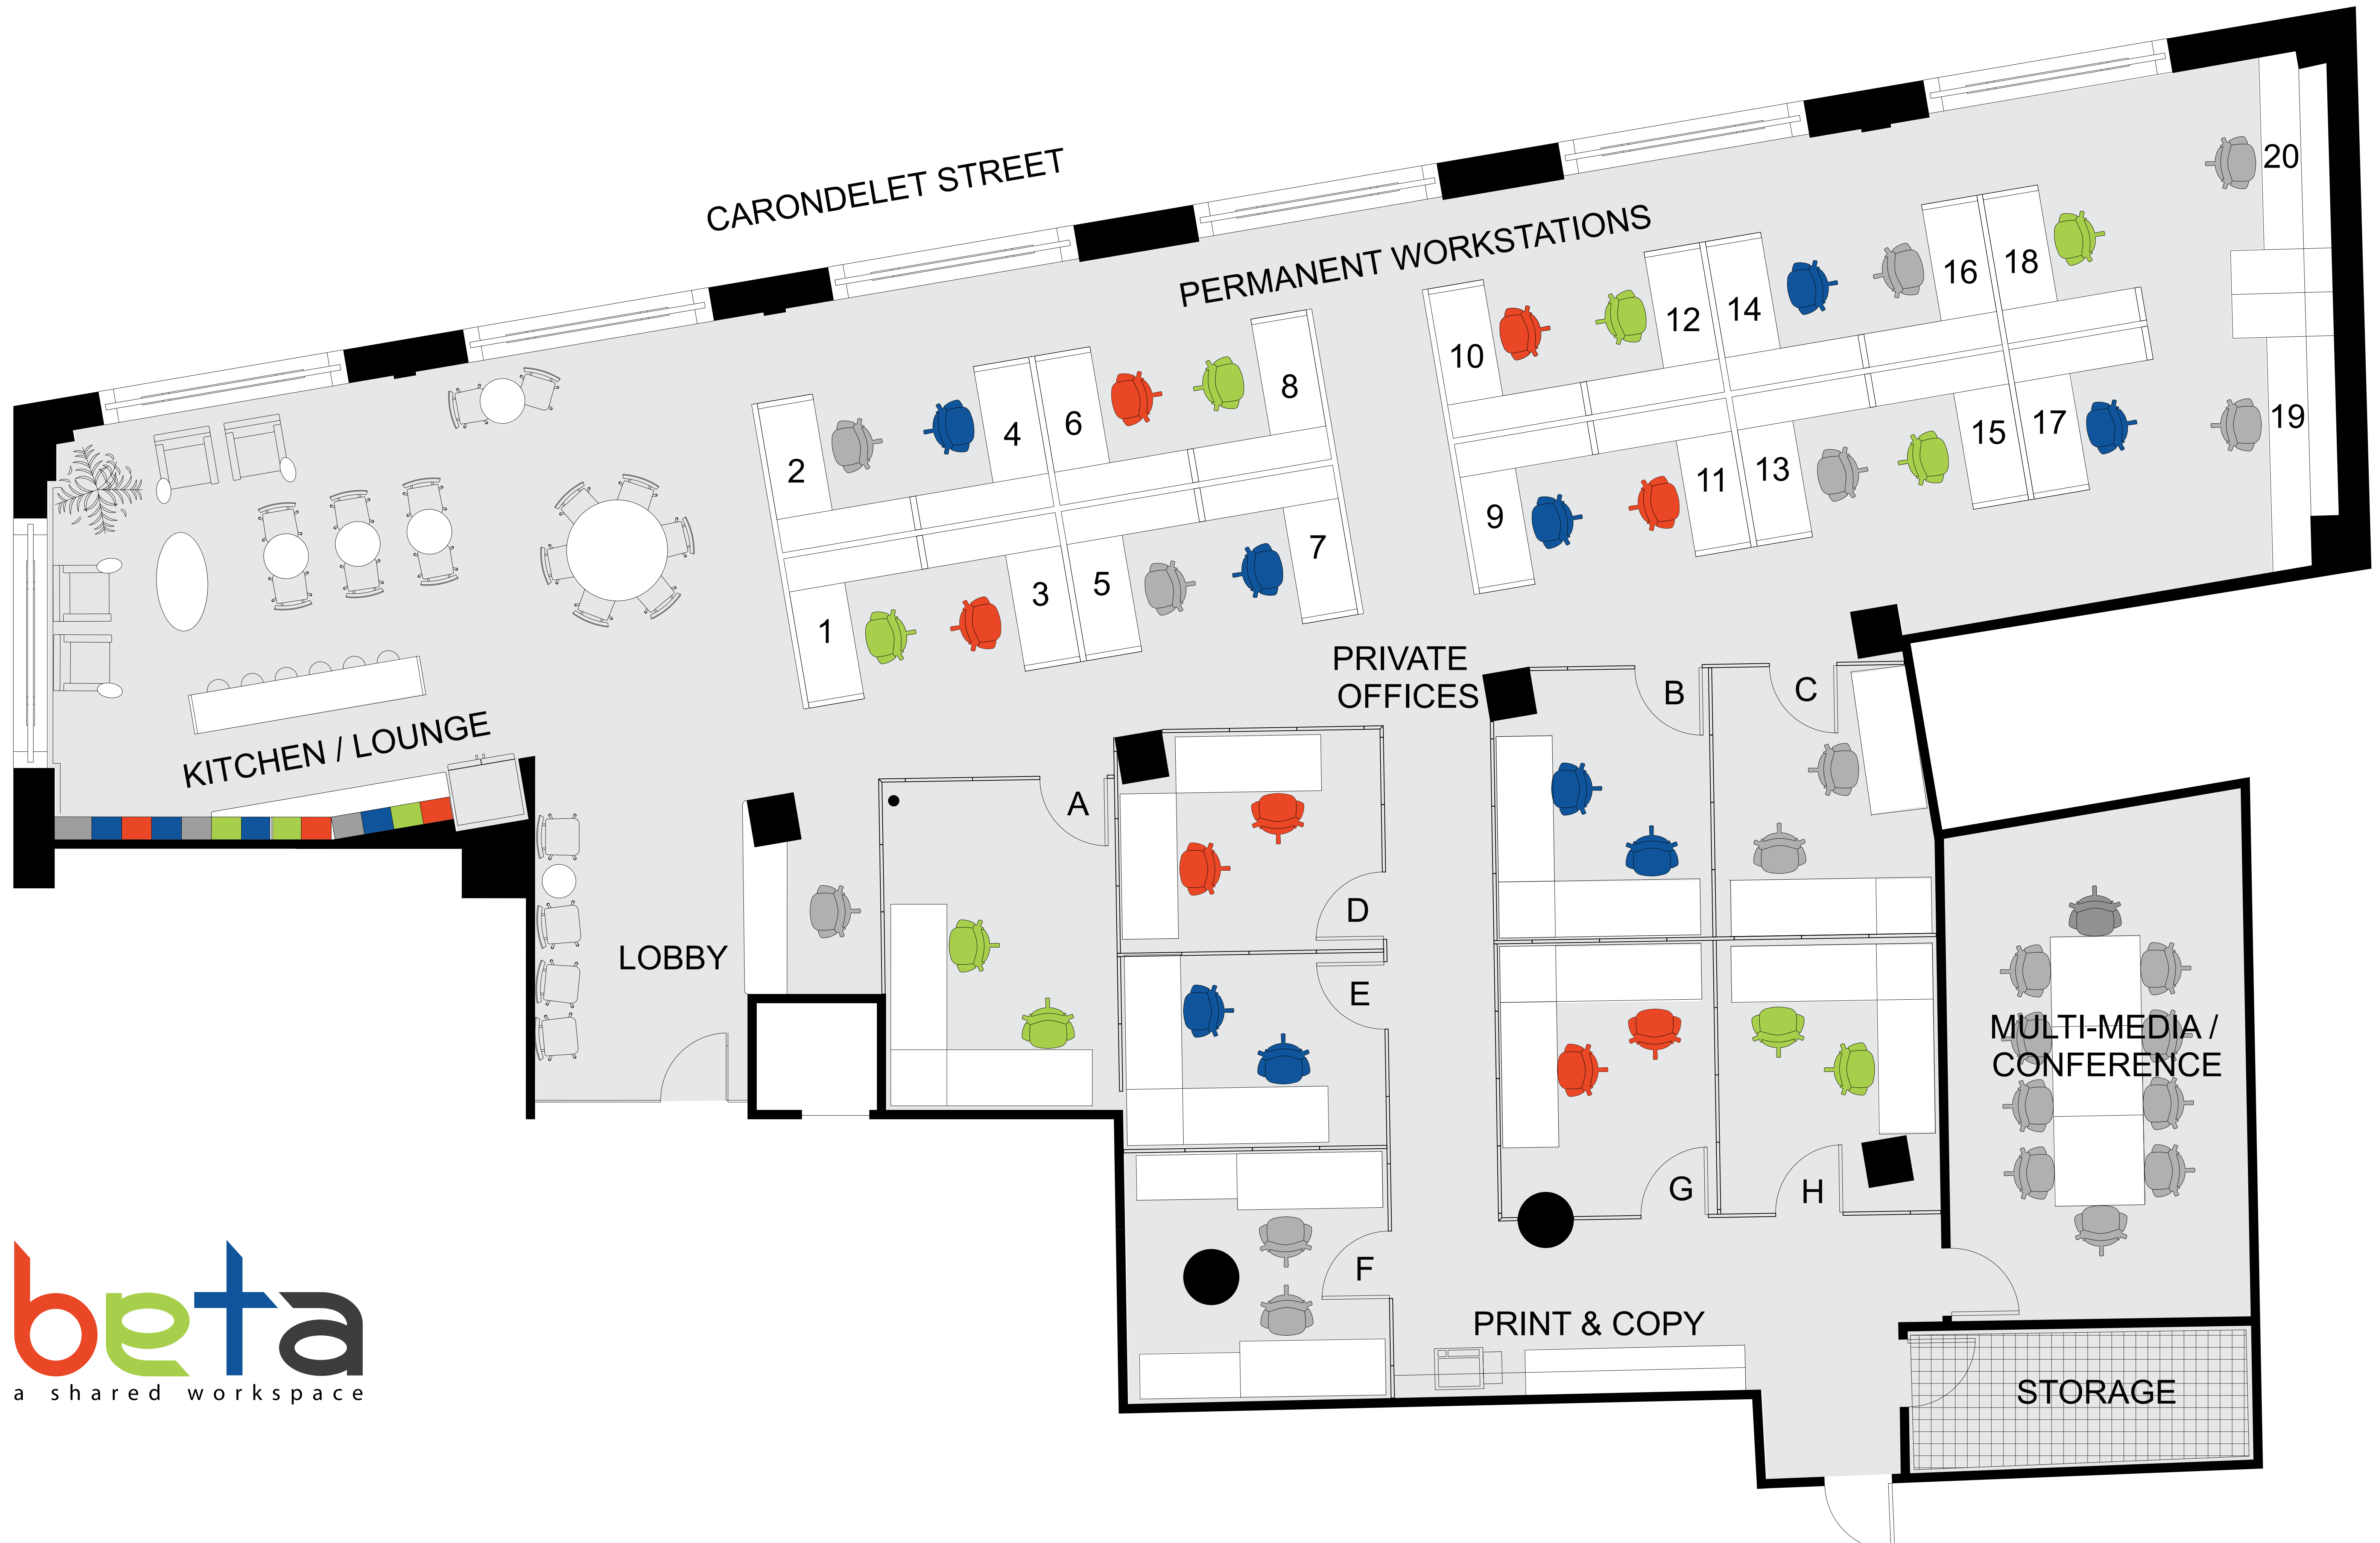 CARONDELET STREET
PERMANENT WORKSTATIONS
20
18
16
14
12
10
8
6
4
2
19
17
15
13
11
9
7
5
3
1
PRIVATE
OFFICES
B
C
KITCHEN / LOUNGE
A
D
LOBBY
E
MULTI-MEDIA /
CONFERENCE
G
H
F
PRINT & COPY
STORAGE
beta
a shared workspace